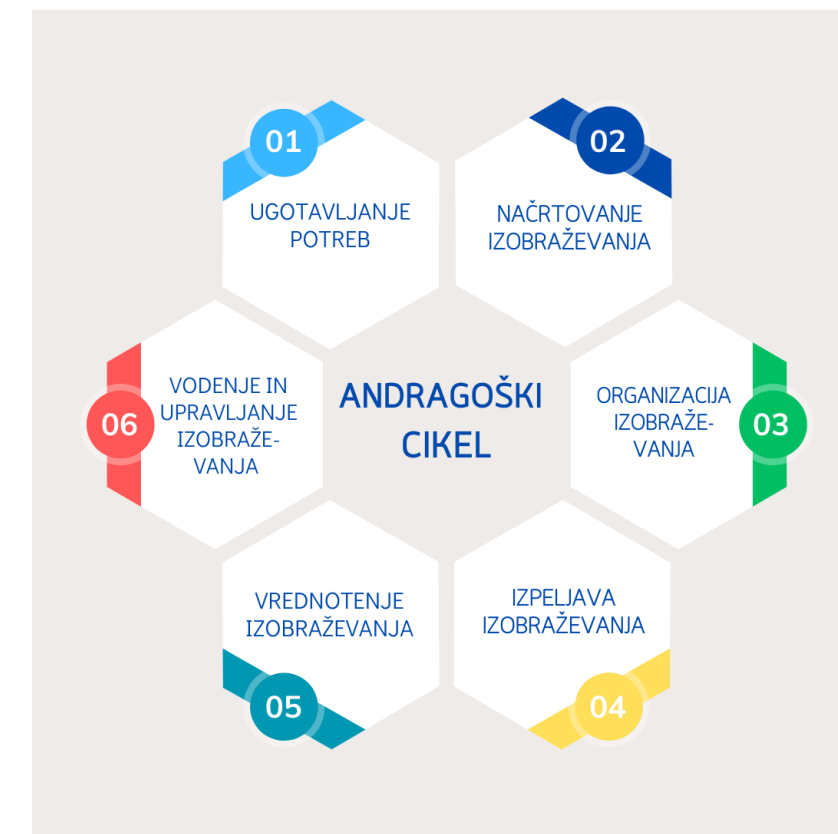 01
UGOTAVLJANJE
POTREB
02
NAČRTOVANJE
IZOBRAŽEVANJA
ANDRAGOŠKI
CIKEL
03
ORGANIZACIJA
IZOBRAŽE-
VANJA
04
IZPELJAVA
IZOBRAŽEVANJA
05
VREDNOTENJE
IZOBRAŽEVANJA
06
VODENJE IN
UPRAVLJANJE
IZOBRAŽE-
VANJA